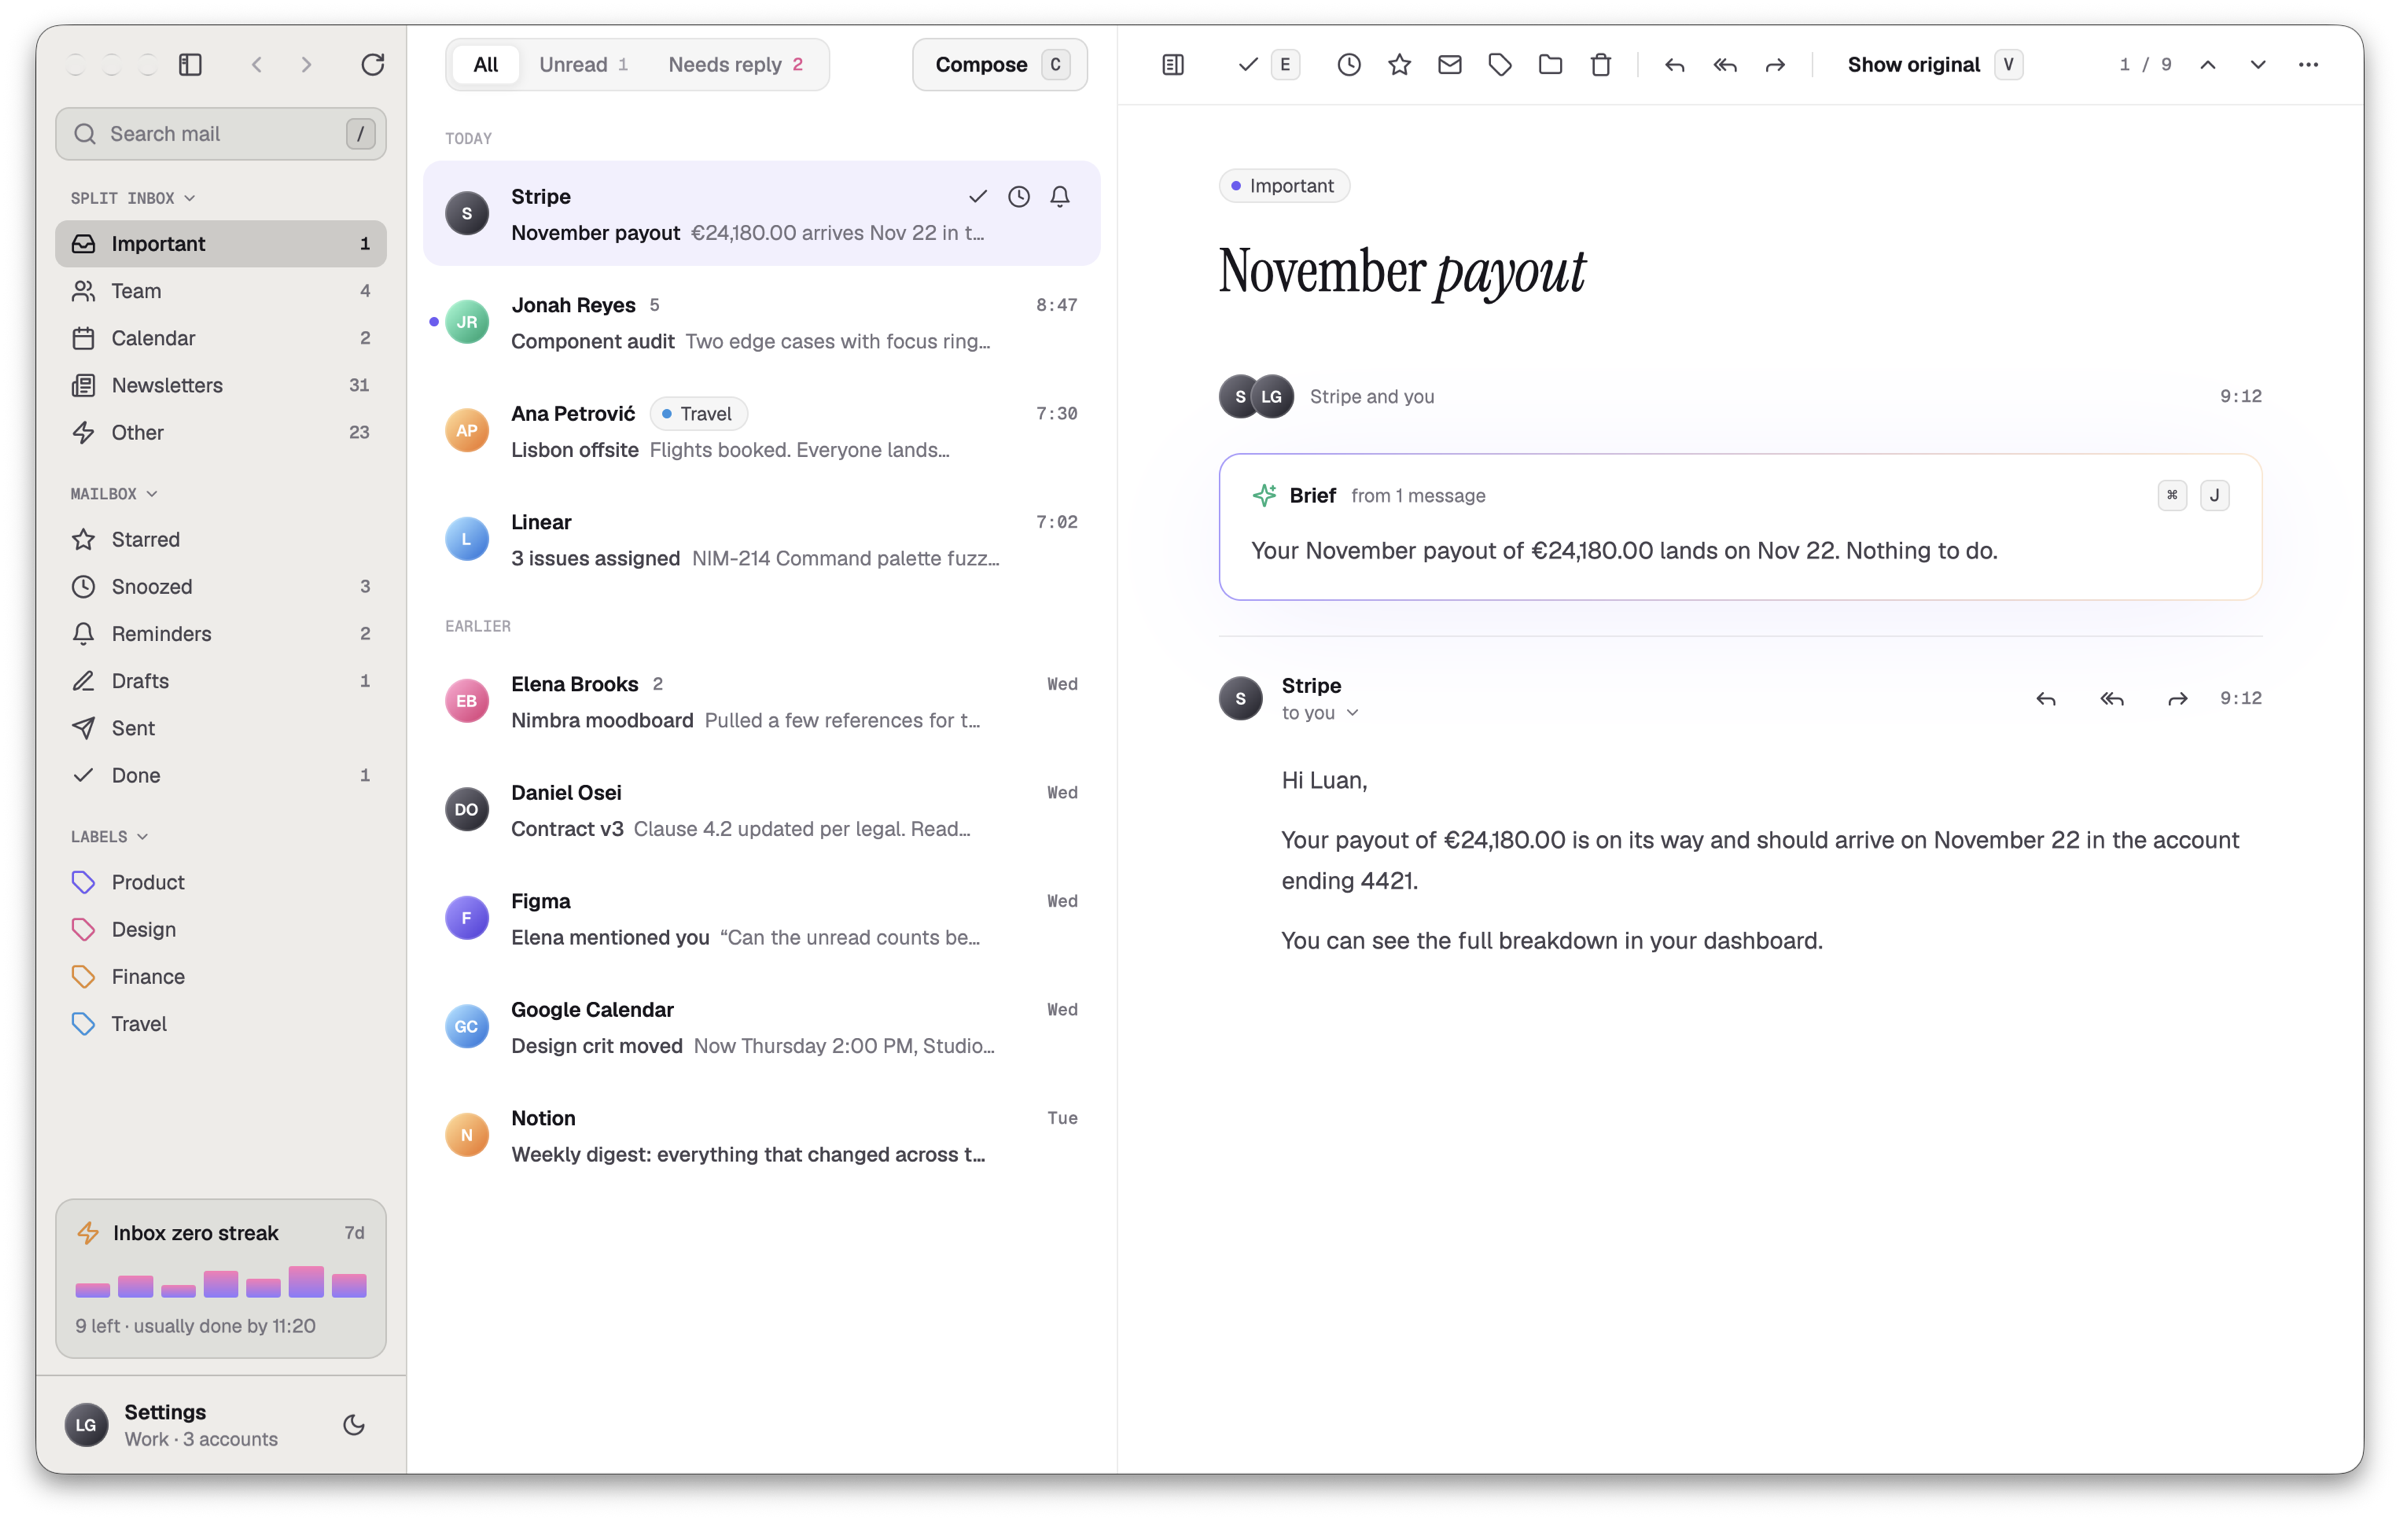 Search mail /
SPLIT INBOX
Important 1
Team 4
Calendar 2
Newsletters 31
Other 23
MAILBOX
Starred
Snoozed 3
Reminders 2
Drafts 1
Sent
Done 1
LABELS
Product
Design
Finance
Travel
Inbox zero streak 7d
9 left · usually done by 11:20
LG
Settings
Work · 3 accounts
All Unread 1 Needs reply 2
Compose C
TODAY
S
Stripe
November payout €24,180.00 arrives Nov 22 in t…
JR
Jonah Reyes 5 8:47
Component audit Two edge cases with focus ring…
AP
Ana Petrović Travel 7:30
Lisbon offsite Flights booked. Everyone lands…
L
Linear 7:02
3 issues assigned NIM-214 Command palette fuzz…
EARLIER
EB
Elena Brooks 2 Wed
Nimbra moodboard Pulled a few references for t…
DO
Daniel Osei Wed
Contract v3 Clause 4.2 updated per legal. Read…
F
Figma Wed
Elena mentioned you “Can the unread counts be…
GC
Google Calendar Wed
Design crit moved Now Thursday 2:00 PM, Studio…
N
Notion Tue
Weekly digest: everything that changed across t…
E
Show original V
1 / 9
Important
November payout
S LG Stripe and you 9:12
Brief from 1 message ⌘ J
Your November payout of €24,180.00 lands on Nov 22. Nothing to do.
S
Stripe 9:12
to you
Hi Luan,
Your payout of €24,180.00 is on its way and should arrive on November 22 in the account
ending 4421.
You can see the full breakdown in your dashboard.